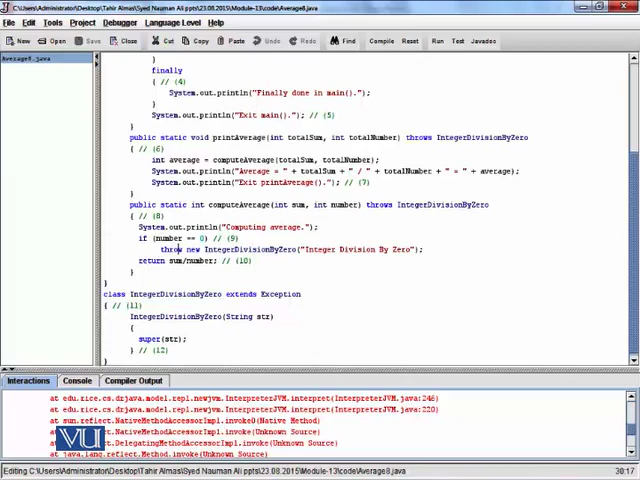 C:\Users\Administrator\Desktop\Tahir Almas\Syed Nauman Ali ppts\23.08.2015\Module-13\code\Average8.java
File Edit Tools Project Debugger Language Level Help
New Open Save Close Cut Copy Paste Undo Redo Find Compile Reset Run Test Javadoc
Average8.java
}
finally
{ // (4)
System.out.println("Finally done in main().");
}
System.out.println("Exit main()."); // (5)
}
public static void printAverage(int totalSum, int totalNumber) throws IntegerDivisionByZero
{ // (6)
int average = computeAverage(totalSum, totalNumber);
System.out.println("Average = " + totalSum + " / " + totalNumber + " = " + average);
System.out.println("Exit printAverage()."); // (7)
}
public static int computeAverage(int sum, int number) throws IntegerDivisionByZero
{ // (8)
System.out.println("Computing average.");
if (number == 0) // (9)
throw new IntegerDivisionByZero("Integer Division By Zero");
return sum/number; // (10)
}
}
class IntegerDivisionByZero extends Exception
{ // (11)
IntegerDivisionByZero(String str)
{
super(str);
} // (12)
}
Interactions Console Compiler Output
at edu.rice.cs.drjava.model.repl.newjvm.InterpreterJVM.interpret(InterpreterJVM.java:246)
at edu.rice.cs.drjava.model.repl.newjvm.InterpreterJVM.interpret(InterpreterJVM.java:220)
at sun.reflect.NativeMethodAccessorImpl.invoke0(Native Method)
at NativeMethodAccessorImpl.invoke(Unknown Source)
at DelegatingMethodAccessorImpl.invoke(Unknown Source)
at java.lang.reflect.Method.invoke(Unknown Source)
VU
Editing C:\Users\Administrator\Desktop\Tahir Almas\Syed Nauman Ali ppts\23.08.2015\Module-13\code\Average8.java 30:17